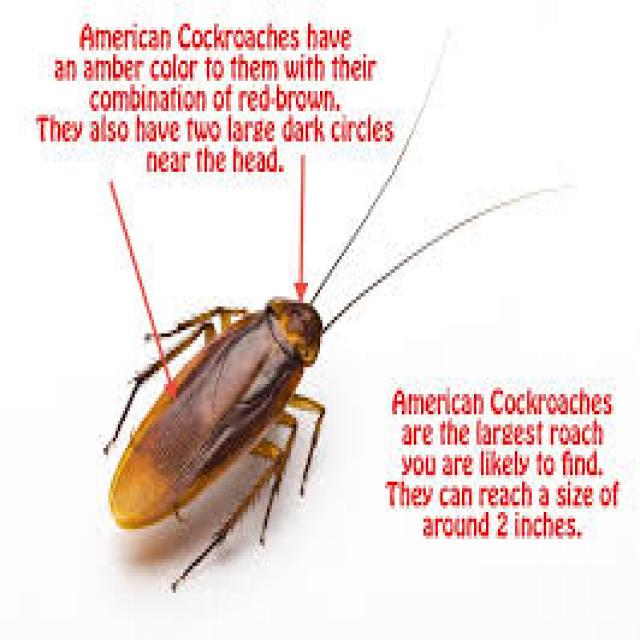 American Cockroaches have
an amber color to them with their
combination of red-brown.
They also have two large dark circles
near the head.
American Cockroaches
are the largest roach
you are likely to find.
They can reach a size of
around 2 inches.